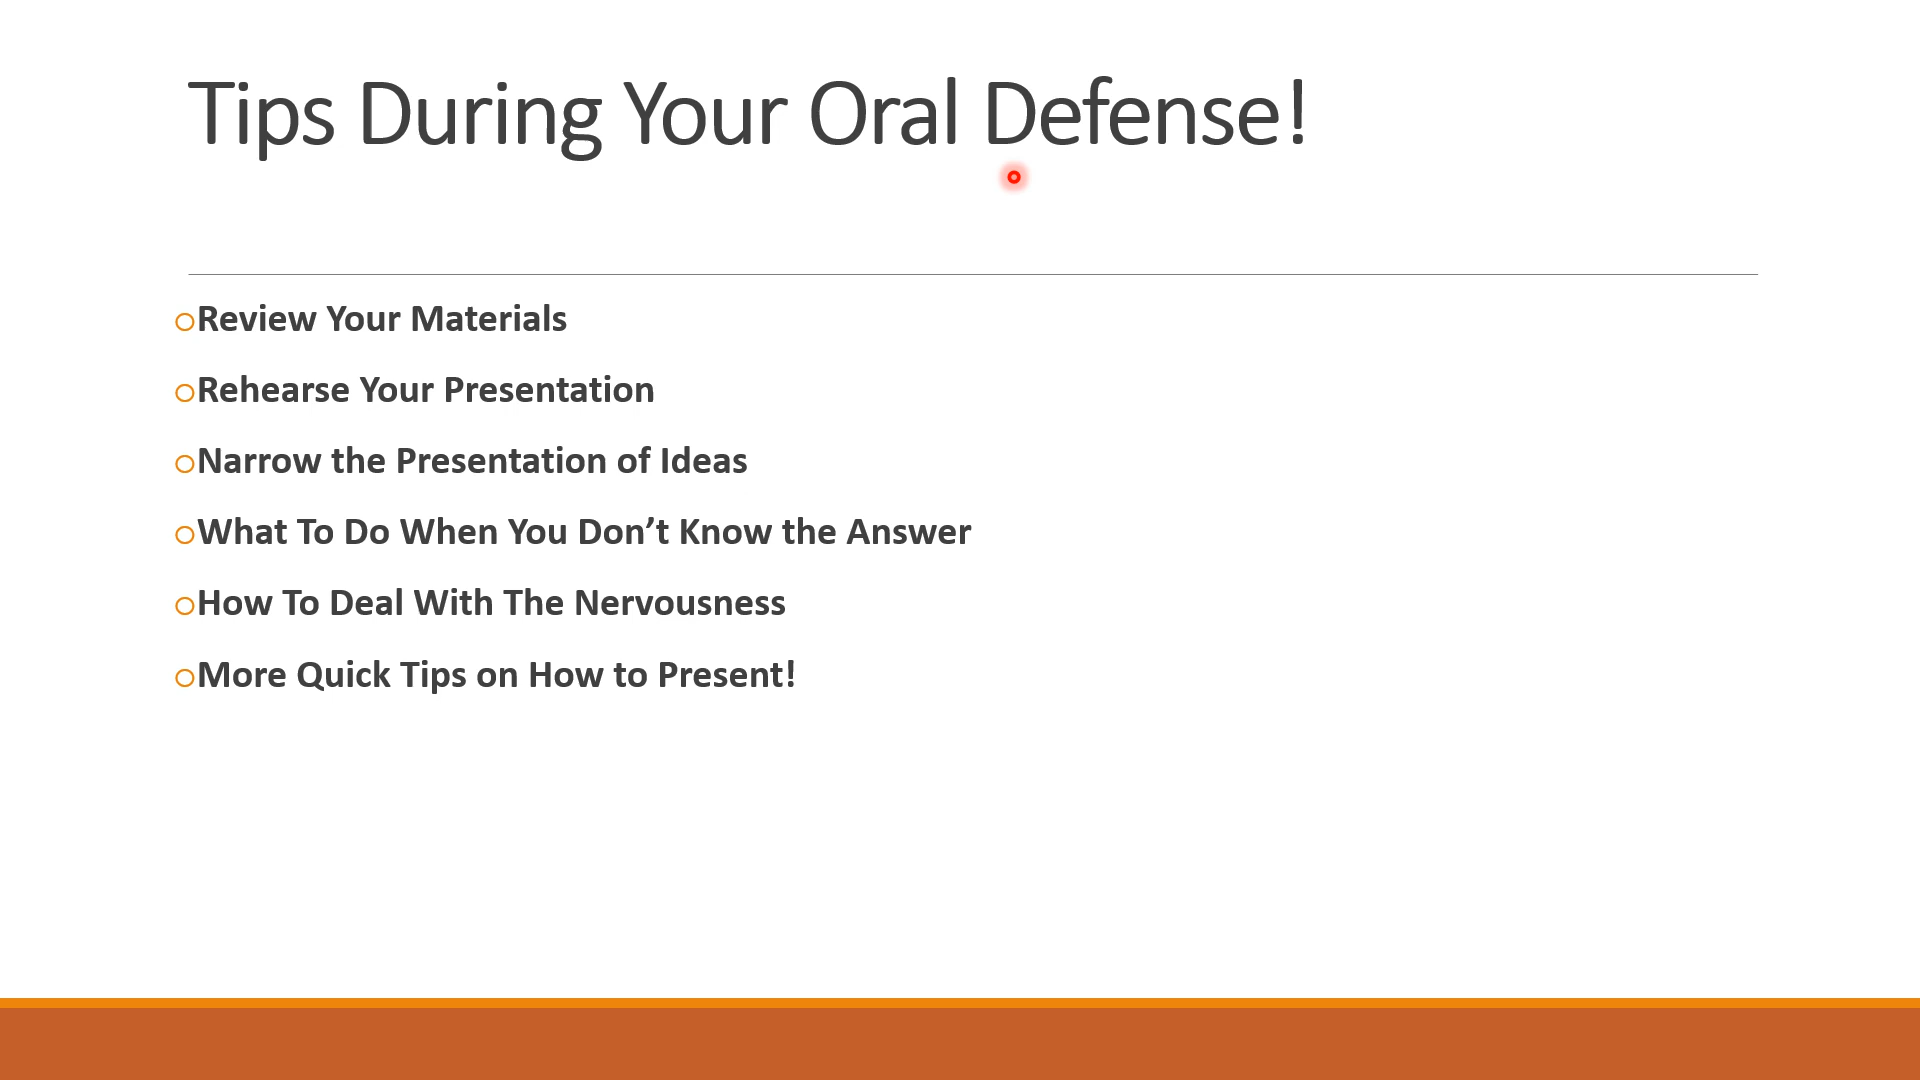 Tips During Your Oral Defense!
Review Your Materials
Rehearse Your Presentation
Narrow the Presentation of Ideas
What To Do When You Don’t Know the Answer
How To Deal With The Nervousness
More Quick Tips on How to Present!